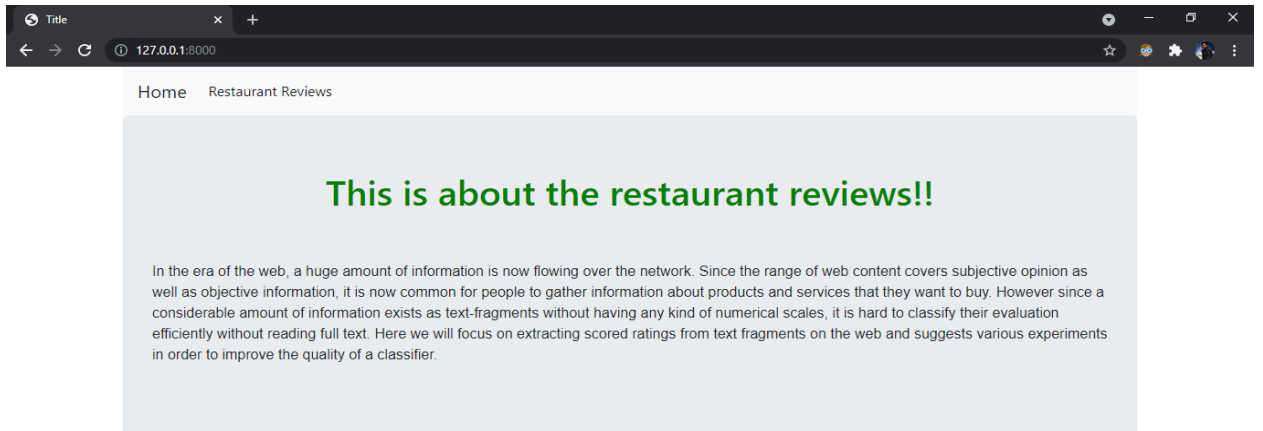 Title
127.0.0.1:8000
Home Restaurant Reviews
This is about the restaurant reviews!!
In the era of the web, a huge amount of information is now flowing over the network. Since the range of web content covers subjective opinion as
well as objective information, it is now common for people to gather information about products and services that they want to buy. However since a
considerable amount of information exists as text-fragments without having any kind of numerical scales, it is hard to classify their evaluation
efficiently without reading full text. Here we will focus on extracting scored ratings from text fragments on the web and suggests various experiments
in order to improve the quality of a classifier.